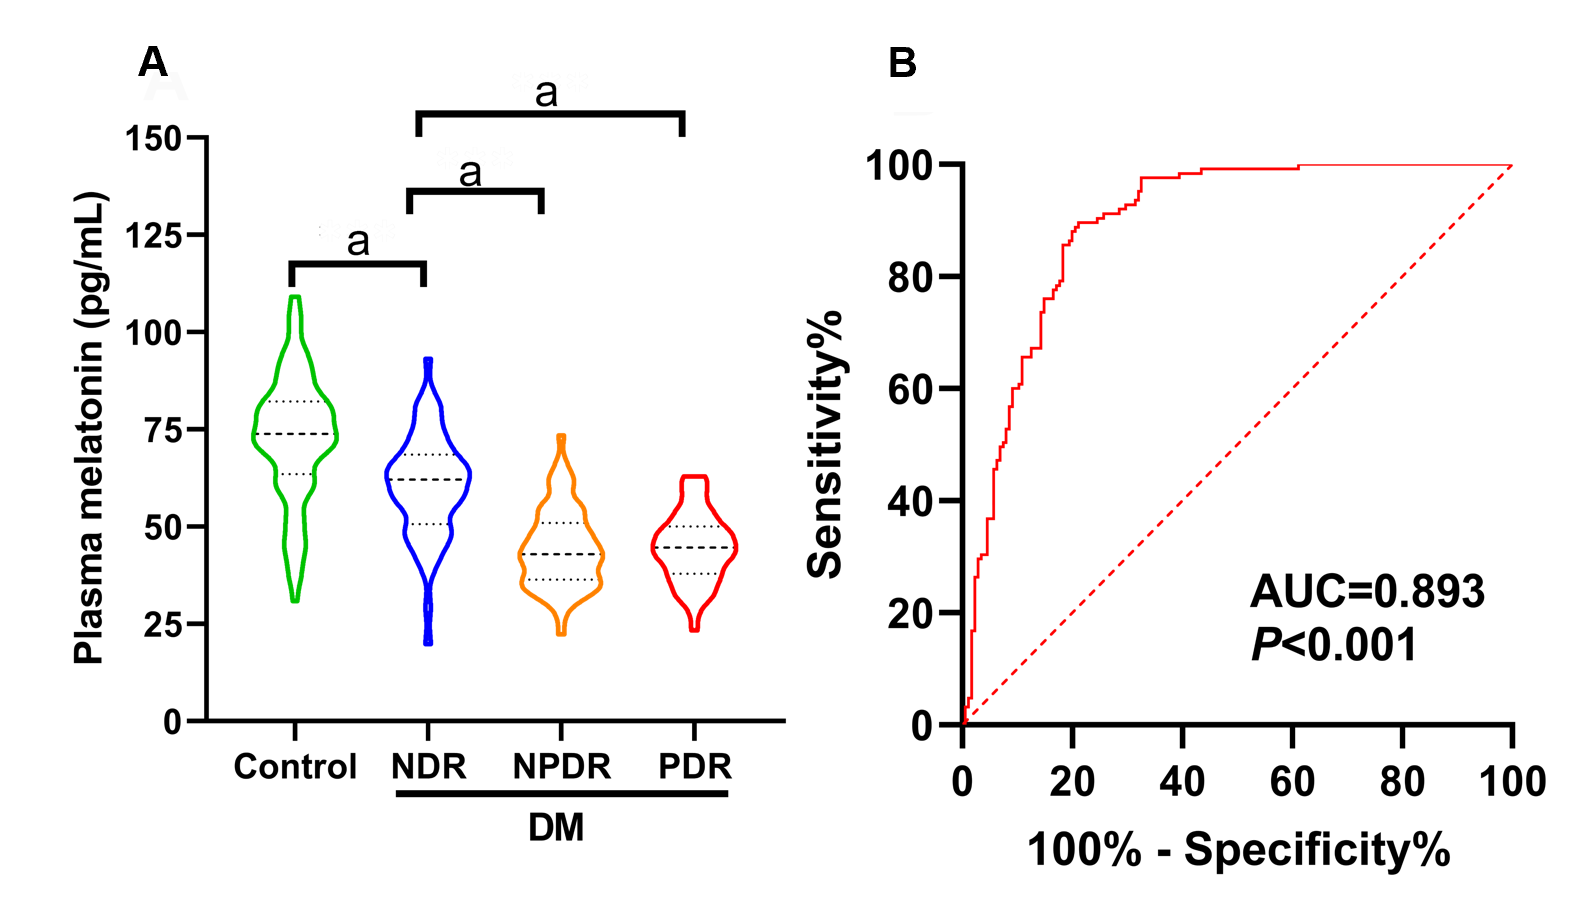 A
a
a
a
150
125
100
75
50
25
0
Plasma melatonin (pg/mL)
Control NDR NPDR PDR
DM
B
100
80
60
40
20
0
Sensitivity%
AUC=0.893
P<0.001
0 20 40 60 80 100
100% - Specificity%